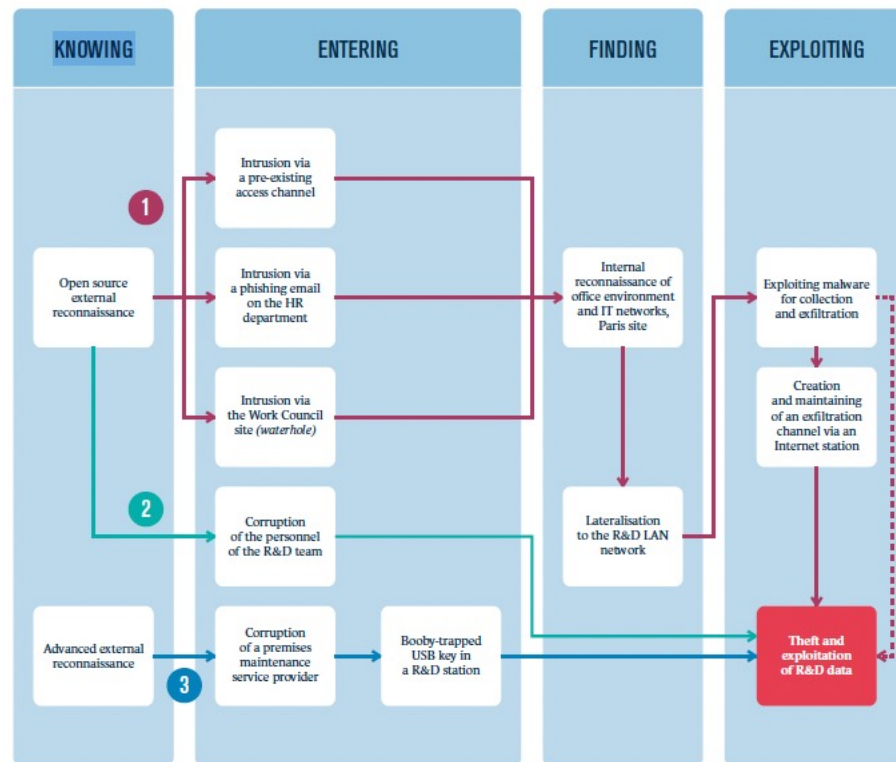 KNOWING
ENTERING
FINDING
EXPLOITING
Intrusion via
a pre-existing
access channel
1
Open source
external
reconnaissance
Intrusion via
a phishing email
on the HR
department
Internal
reconnaissance of
office environment
and IT networks,
Paris site
Exploiting malware
for collection
and exfiltration
Intrusion via
the Work Council
site (waterhole)
Creation
and maintaining
of an exfiltration
channel via an
Internet station
2
Corruption
of the personnel
of the R&D team
Lateralisation
to the R&D LAN
network
Advanced external
reconnaissance
3
Corruption
of a premises
maintenance
service provider
Booby-trapped
USB key in
a R&D station
Theft and
exploitation
of R&D data